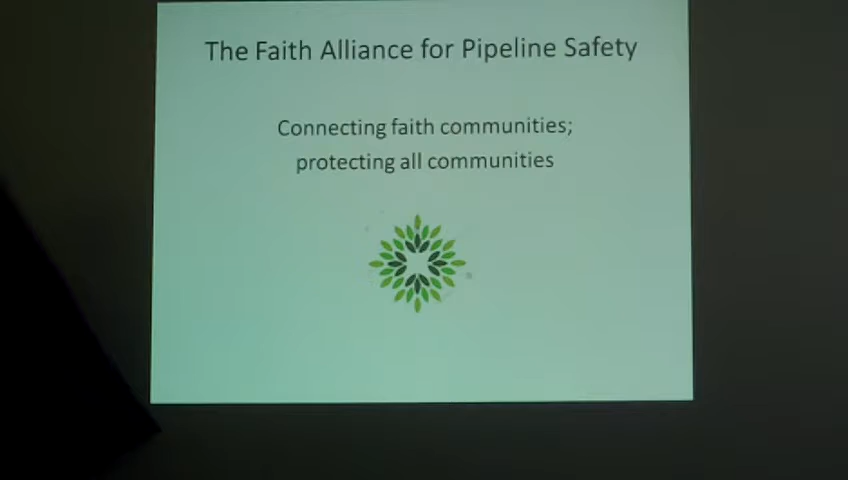 The Faith Alliance for Pipeline Safety
Connecting faith communities;
protecting all communities